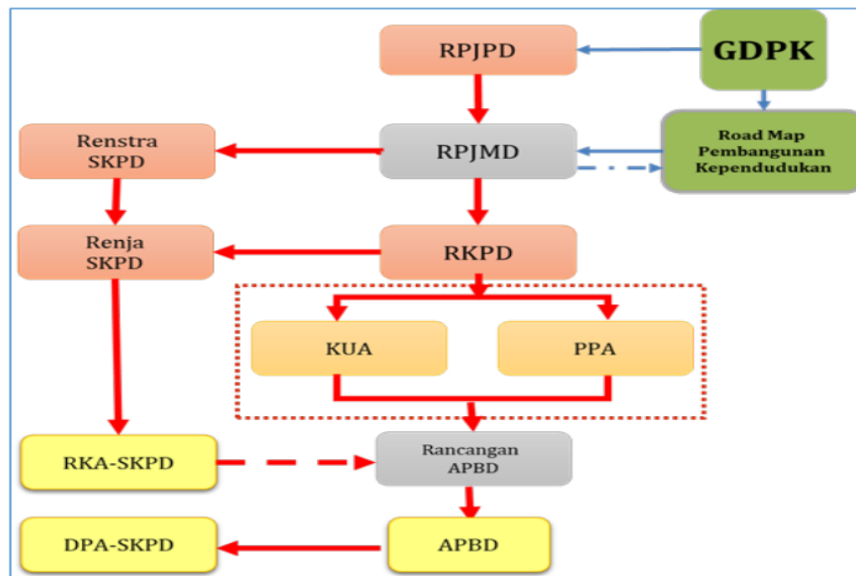 RPJPD
GDPK
Renstra
SKPD
RPJMD
Road Map
Pembangunan
Kependudukan
Renja
SKPD
RKPD
KUA
PPA
RKA-SKPD
Rancangan
APBD
DPA-SKPD
APBD